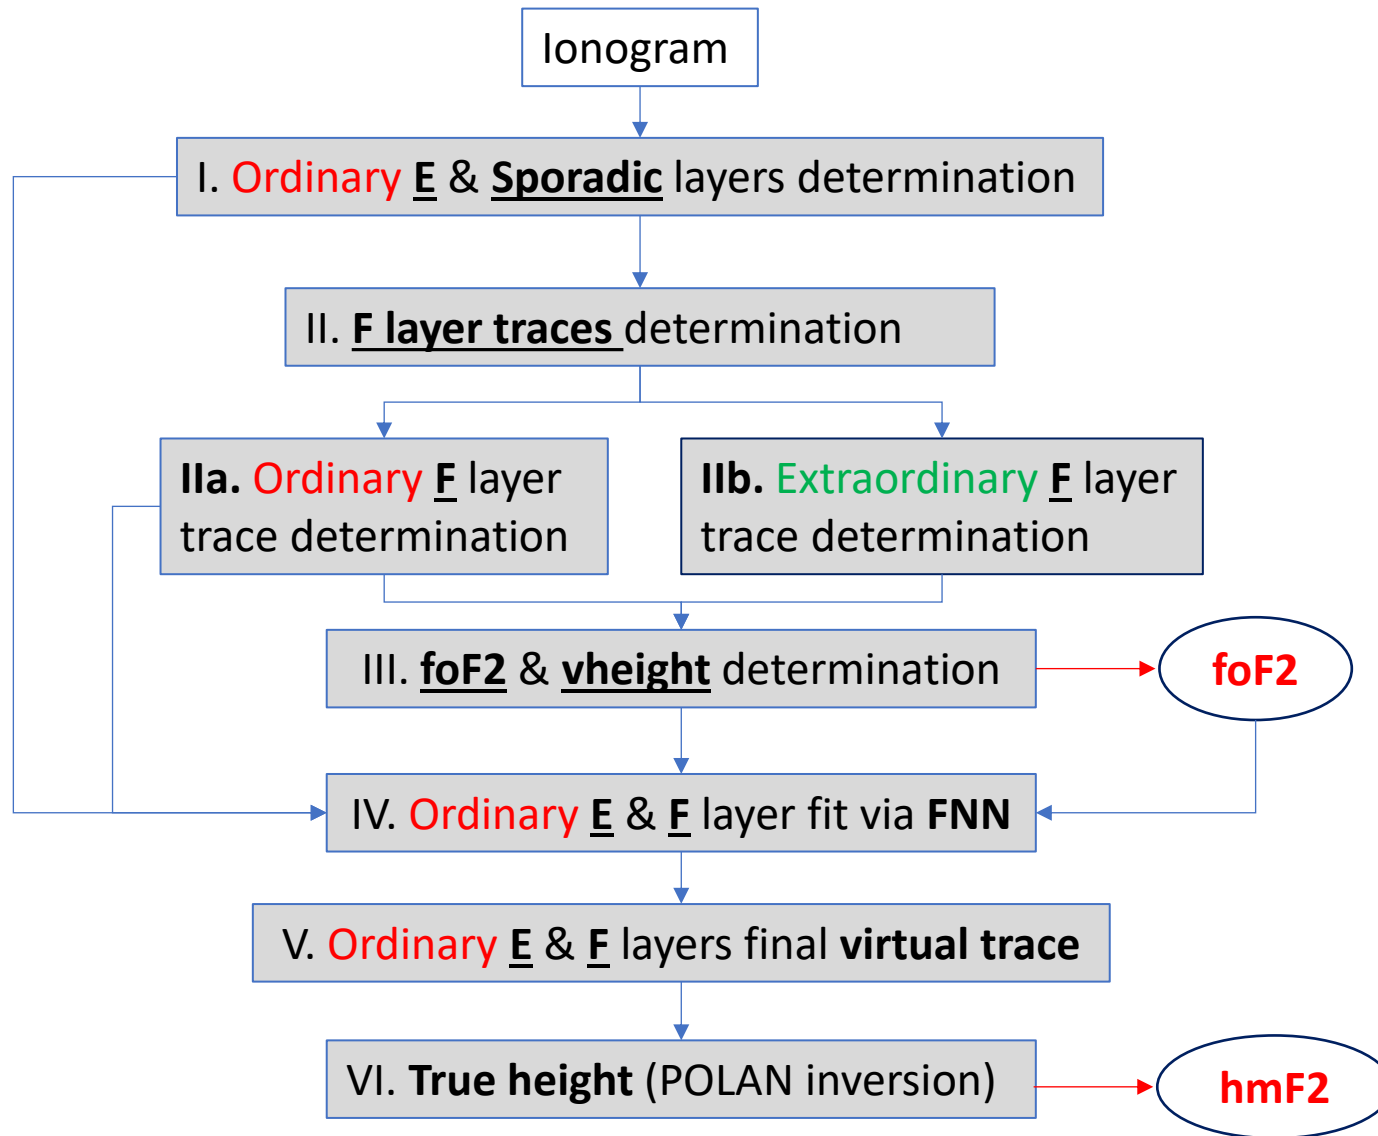 Ionogram
I. Ordinary E & Sporadic layers determination
II. F layer traces determination
IIa. Ordinary F layer
trace determination
IIb. Extraordinary F layer
trace determination
III. foF2 & vheight determination
foF2
IV. Ordinary E & F layer fit via FNN
V. Ordinary E & F layers final virtual trace
VI. True height (POLAN inversion)
hmF2